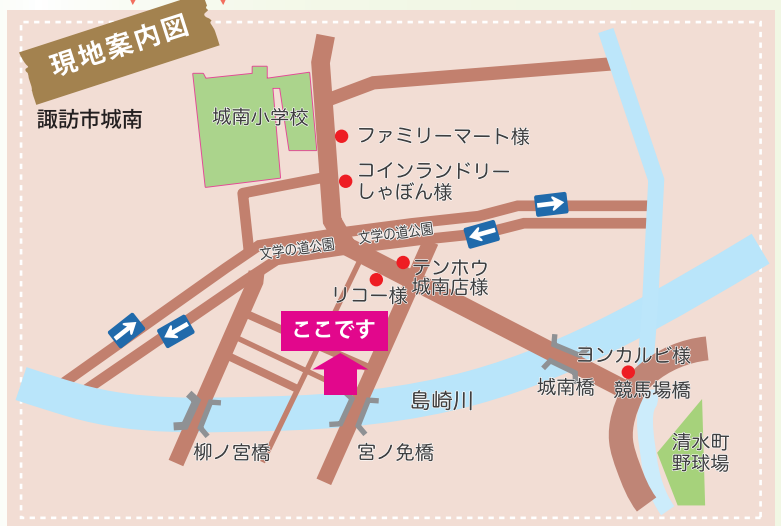 現地案内図
諏訪市城南
城南小学校
ファミリーマート様
コインランドリー
しゃぼん様
文学の道公園
文学の道公園
テンホウ
城南店様
リコー様
ここです
ヨンカルビ様
城南橋
競馬場橋
島崎川
柳ノ宮橋
宮ノ免橋
清水町
野球場